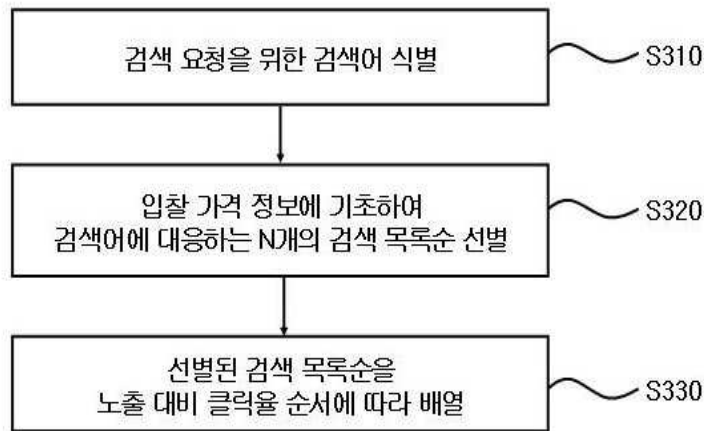 검색 요청을 위한 검색어 식별
S310
입찰 가격 정보에 기초하여
검색어에 대응하는 N개의 검색 목록순 선별
S320
선별된 검색 목록순을
노출 대비 클릭율 순서에 따라 배열
S330